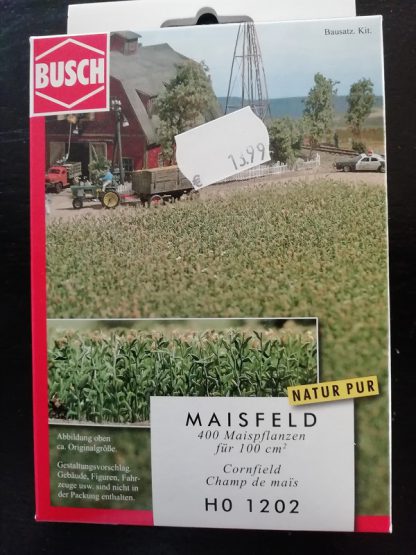 BUSCH
Bausatz. Kit.
€ 13.99
NATUR PUR
Abbildung oben
ca. Originalgröße.
Gestaltungsvorschlag.
Gebäude, Figuren, Fahr-
zeuge usw. sind nicht in
der Packung enthalten.
MAISFELD
400 Maispflanzen
für 100 cm²
Cornfield
Champ de maïs
H0 1202